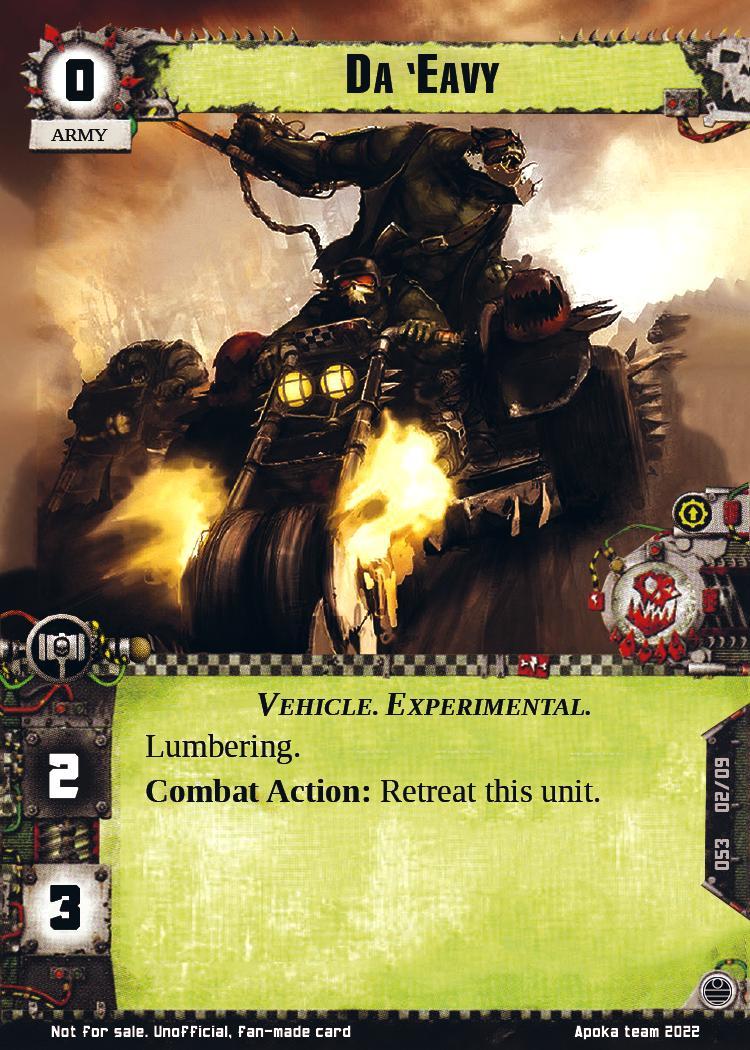 0
DA ‘EAVY
ARMY
VEHICLE. EXPERIMENTAL.
Lumbering.
Combat Action: Retreat this unit.
2
3
053 02/09
Not for sale. Unofficial, fan-made card
Apoka team 2022